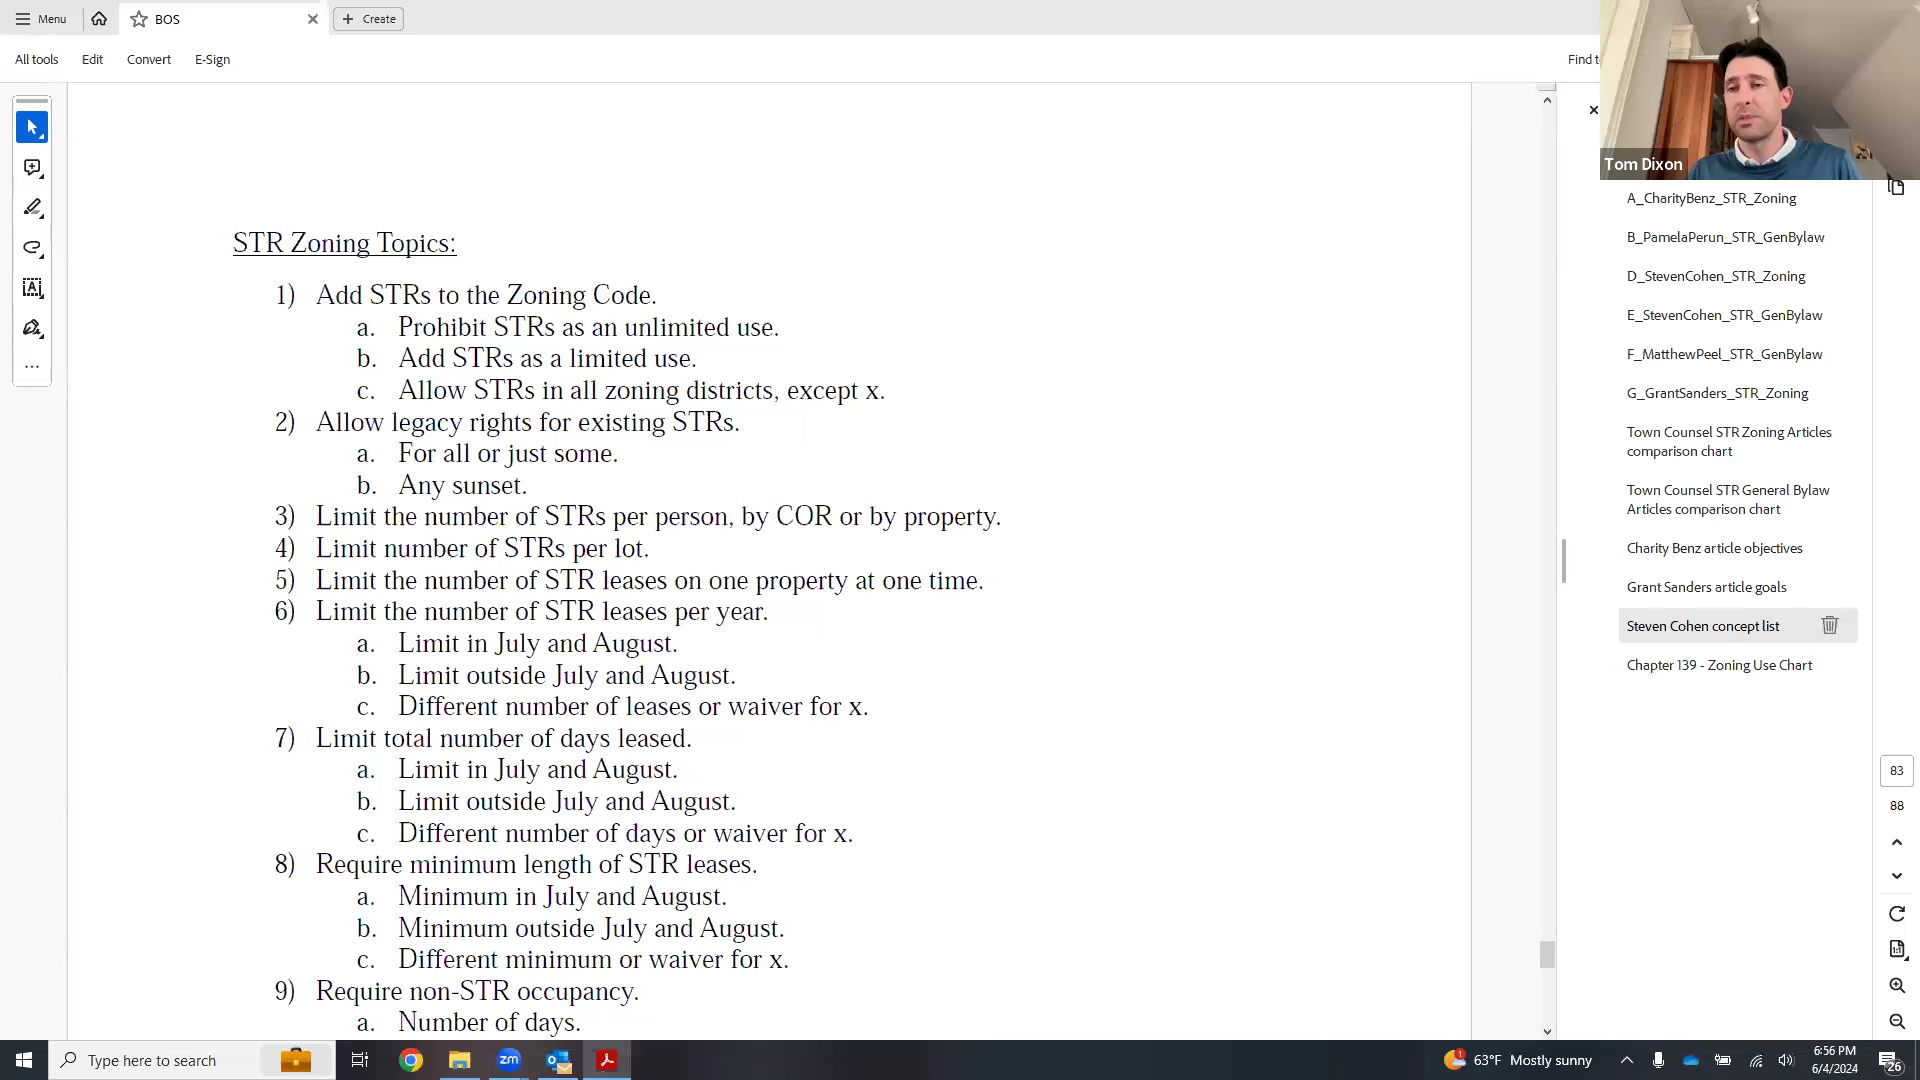 Menu
BOS
Create
All tools
Edit
Convert
E-Sign
Find t
Tom Dixon
STR Zoning Topics:
1) Add STRs to the Zoning Code.
a. Prohibit STRs as an unlimited use.
b. Add STRs as a limited use.
c. Allow STRs in all zoning districts, except x.
2) Allow legacy rights for existing STRs.
a. For all or just some.
b. Any sunset.
3) Limit the number of STRs per person, by COR or by property.
4) Limit number of STRs per lot.
5) Limit the number of STR leases on one property at one time.
6) Limit the number of STR leases per year.
a. Limit in July and August.
b. Limit outside July and August.
c. Different number of leases or waiver for x.
7) Limit total number of days leased.
a. Limit in July and August.
b. Limit outside July and August.
c. Different number of days or waiver for x.
8) Require minimum length of STR leases.
a. Minimum in July and August.
b. Minimum outside July and August.
c. Different minimum or waiver for x.
9) Require non-STR occupancy.
a. Number of days.
A_CharityBenz_STR_Zoning
B_PamelaPerun_STR_GenBylaw
D_StevenCohen_STR_Zoning
E_StevenCohen_STR_GenBylaw
F_MatthewPeel_STR_GenBylaw
G_GrantSanders_STR_Zoning
Town Counsel STR Zoning Articles
comparison chart
Town Counsel STR General Bylaw
Articles comparison chart
Charity Benz article objectives
Grant Sanders article goals
Steven Cohen concept list
Chapter 139 - Zoning Use Chart
83
88
Type here to search
zm
1
63°F Mostly sunny
6:56 PM
6/4/2024
26